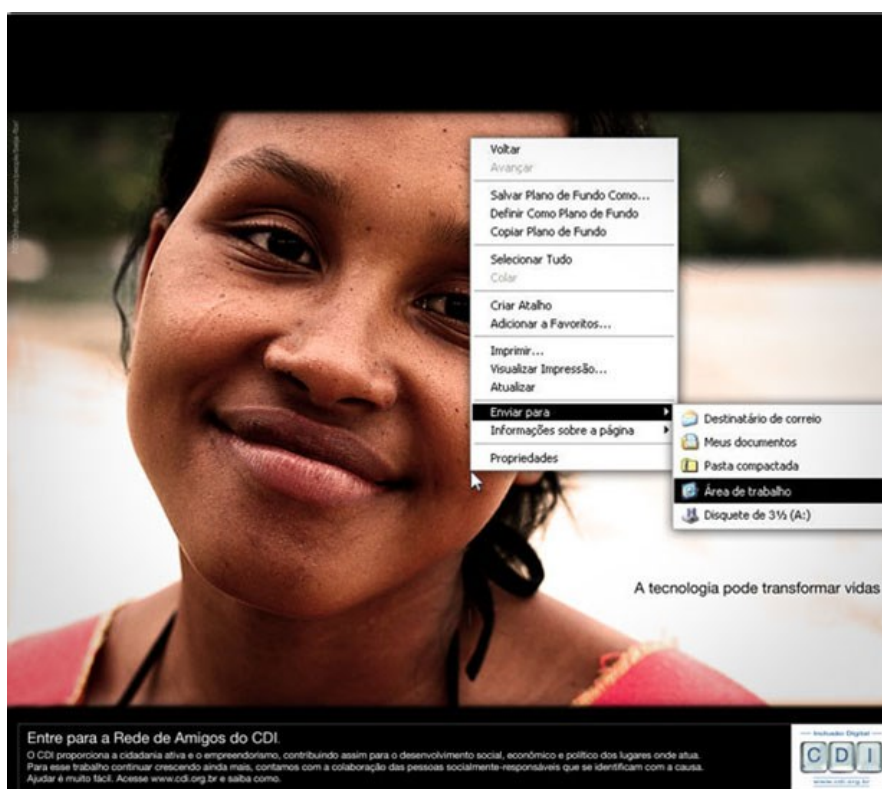 Voltar
Avançar
Salvar Plano de Fundo Como...
Definir Como Plano de Fundo
Copiar Plano de Fundo
Selecionar Tudo
Colar
Criar Atalho
Adicionar a Favoritos...
Imprimir...
Visualizar Impressão...
Atualizar
Enviar para
Informações sobre a página
Propriedades
Destinatário de correio
Meus documentos
Pasta compactada
Área de trabalho
Disquete de 3½ (A:)
A tecnologia pode transformar vidas
Entre para a Rede de Amigos do CDI.
O CDI proporciona a cidadania ativa e o empreendorismo, contribuindo assim para o desenvolvimento social, econômico e político dos lugares onde atua.
Para esse trabalho continuar crescendo ainda mais, contamos com a colaboração das pessoas socialmente-responsáveis que se identificam com a causa.
Ajudar é muito fácil. Acesse www.cdi.org.br e saiba como.
Inclusão Digital
CDI
www.cdi.org.br